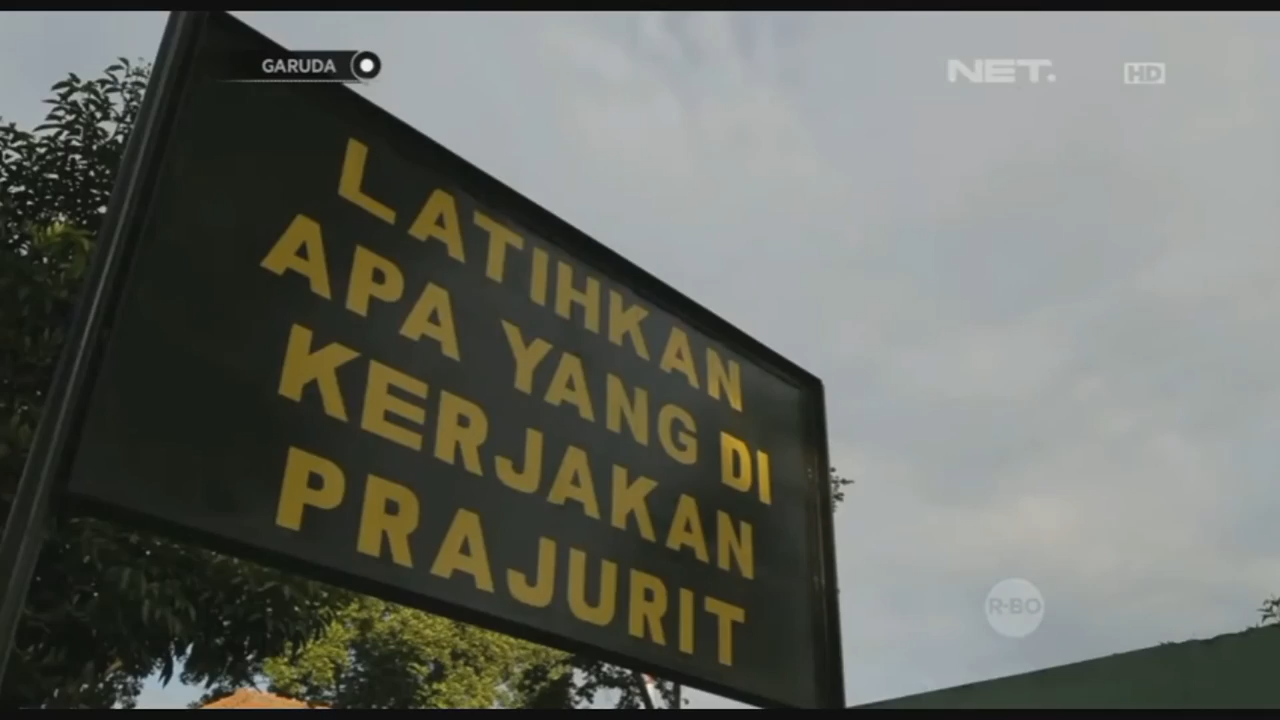 GARUDA
NET.
HD
LATIHKAN
APA YANG DI
KERJAKAN
PRAJURIT
R-BO